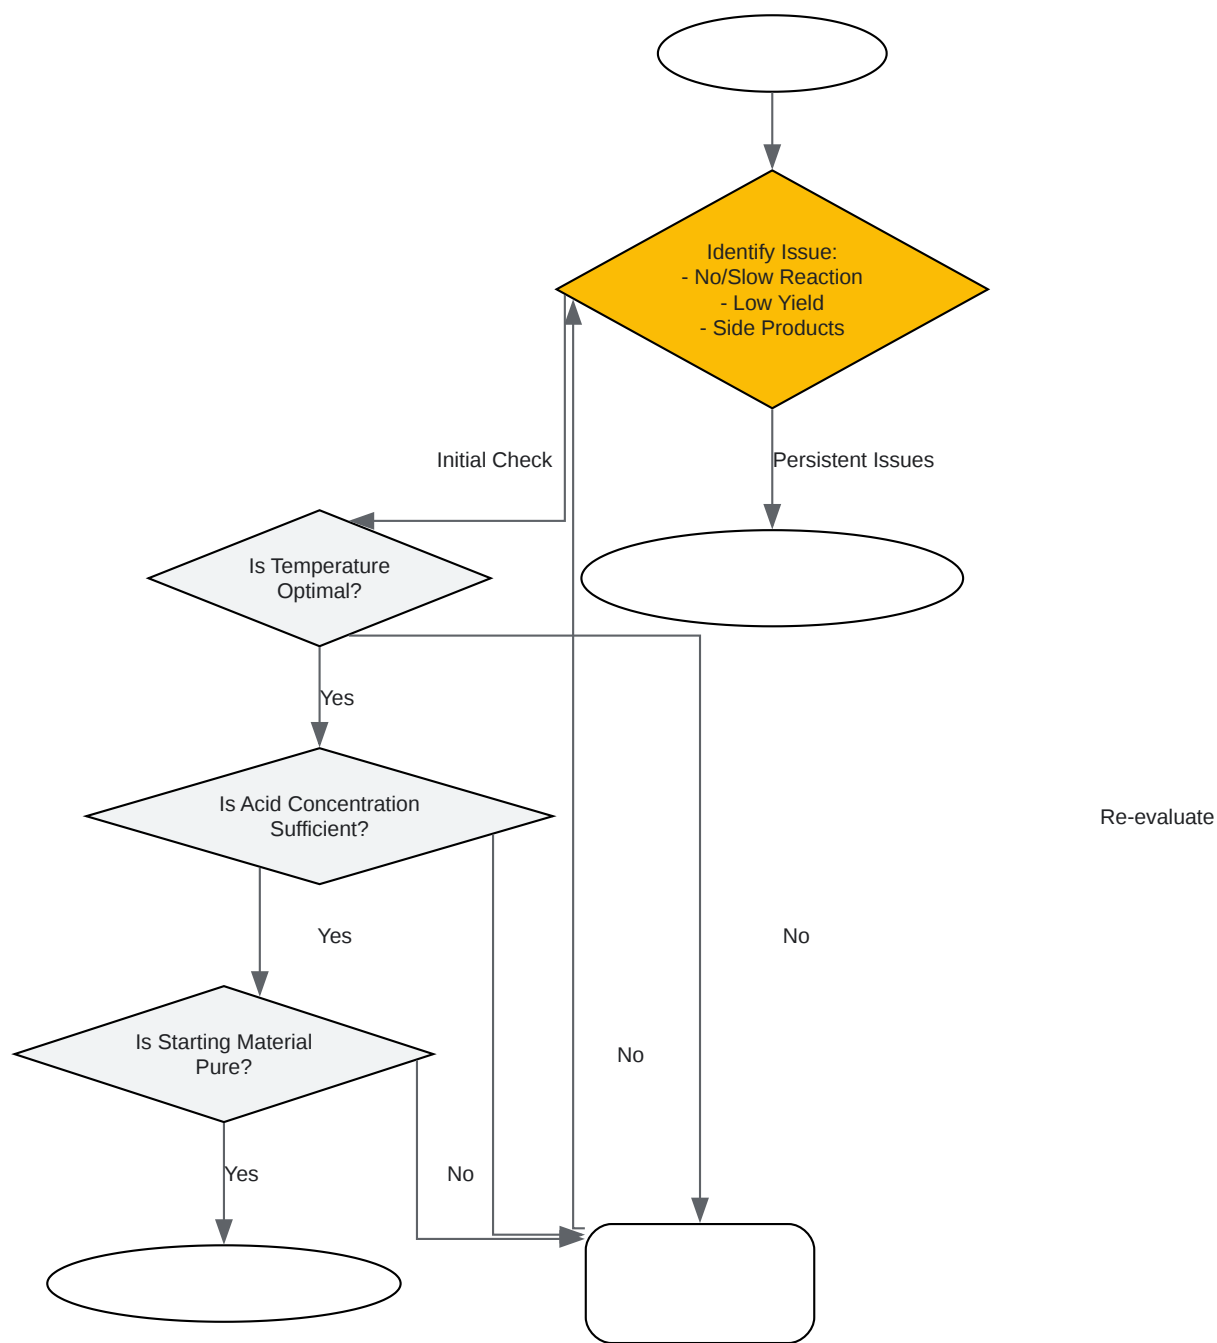 Identify Issue:
- No/Slow Reaction
- Low Yield
- Side Products
Initial Check
Persistent Issues
Is Temperature
Optimal?
Yes
Is Acid Concentration
Sufficient?
Re-evaluate
Yes
No
Is Starting Material
Pure?
No
Yes
No